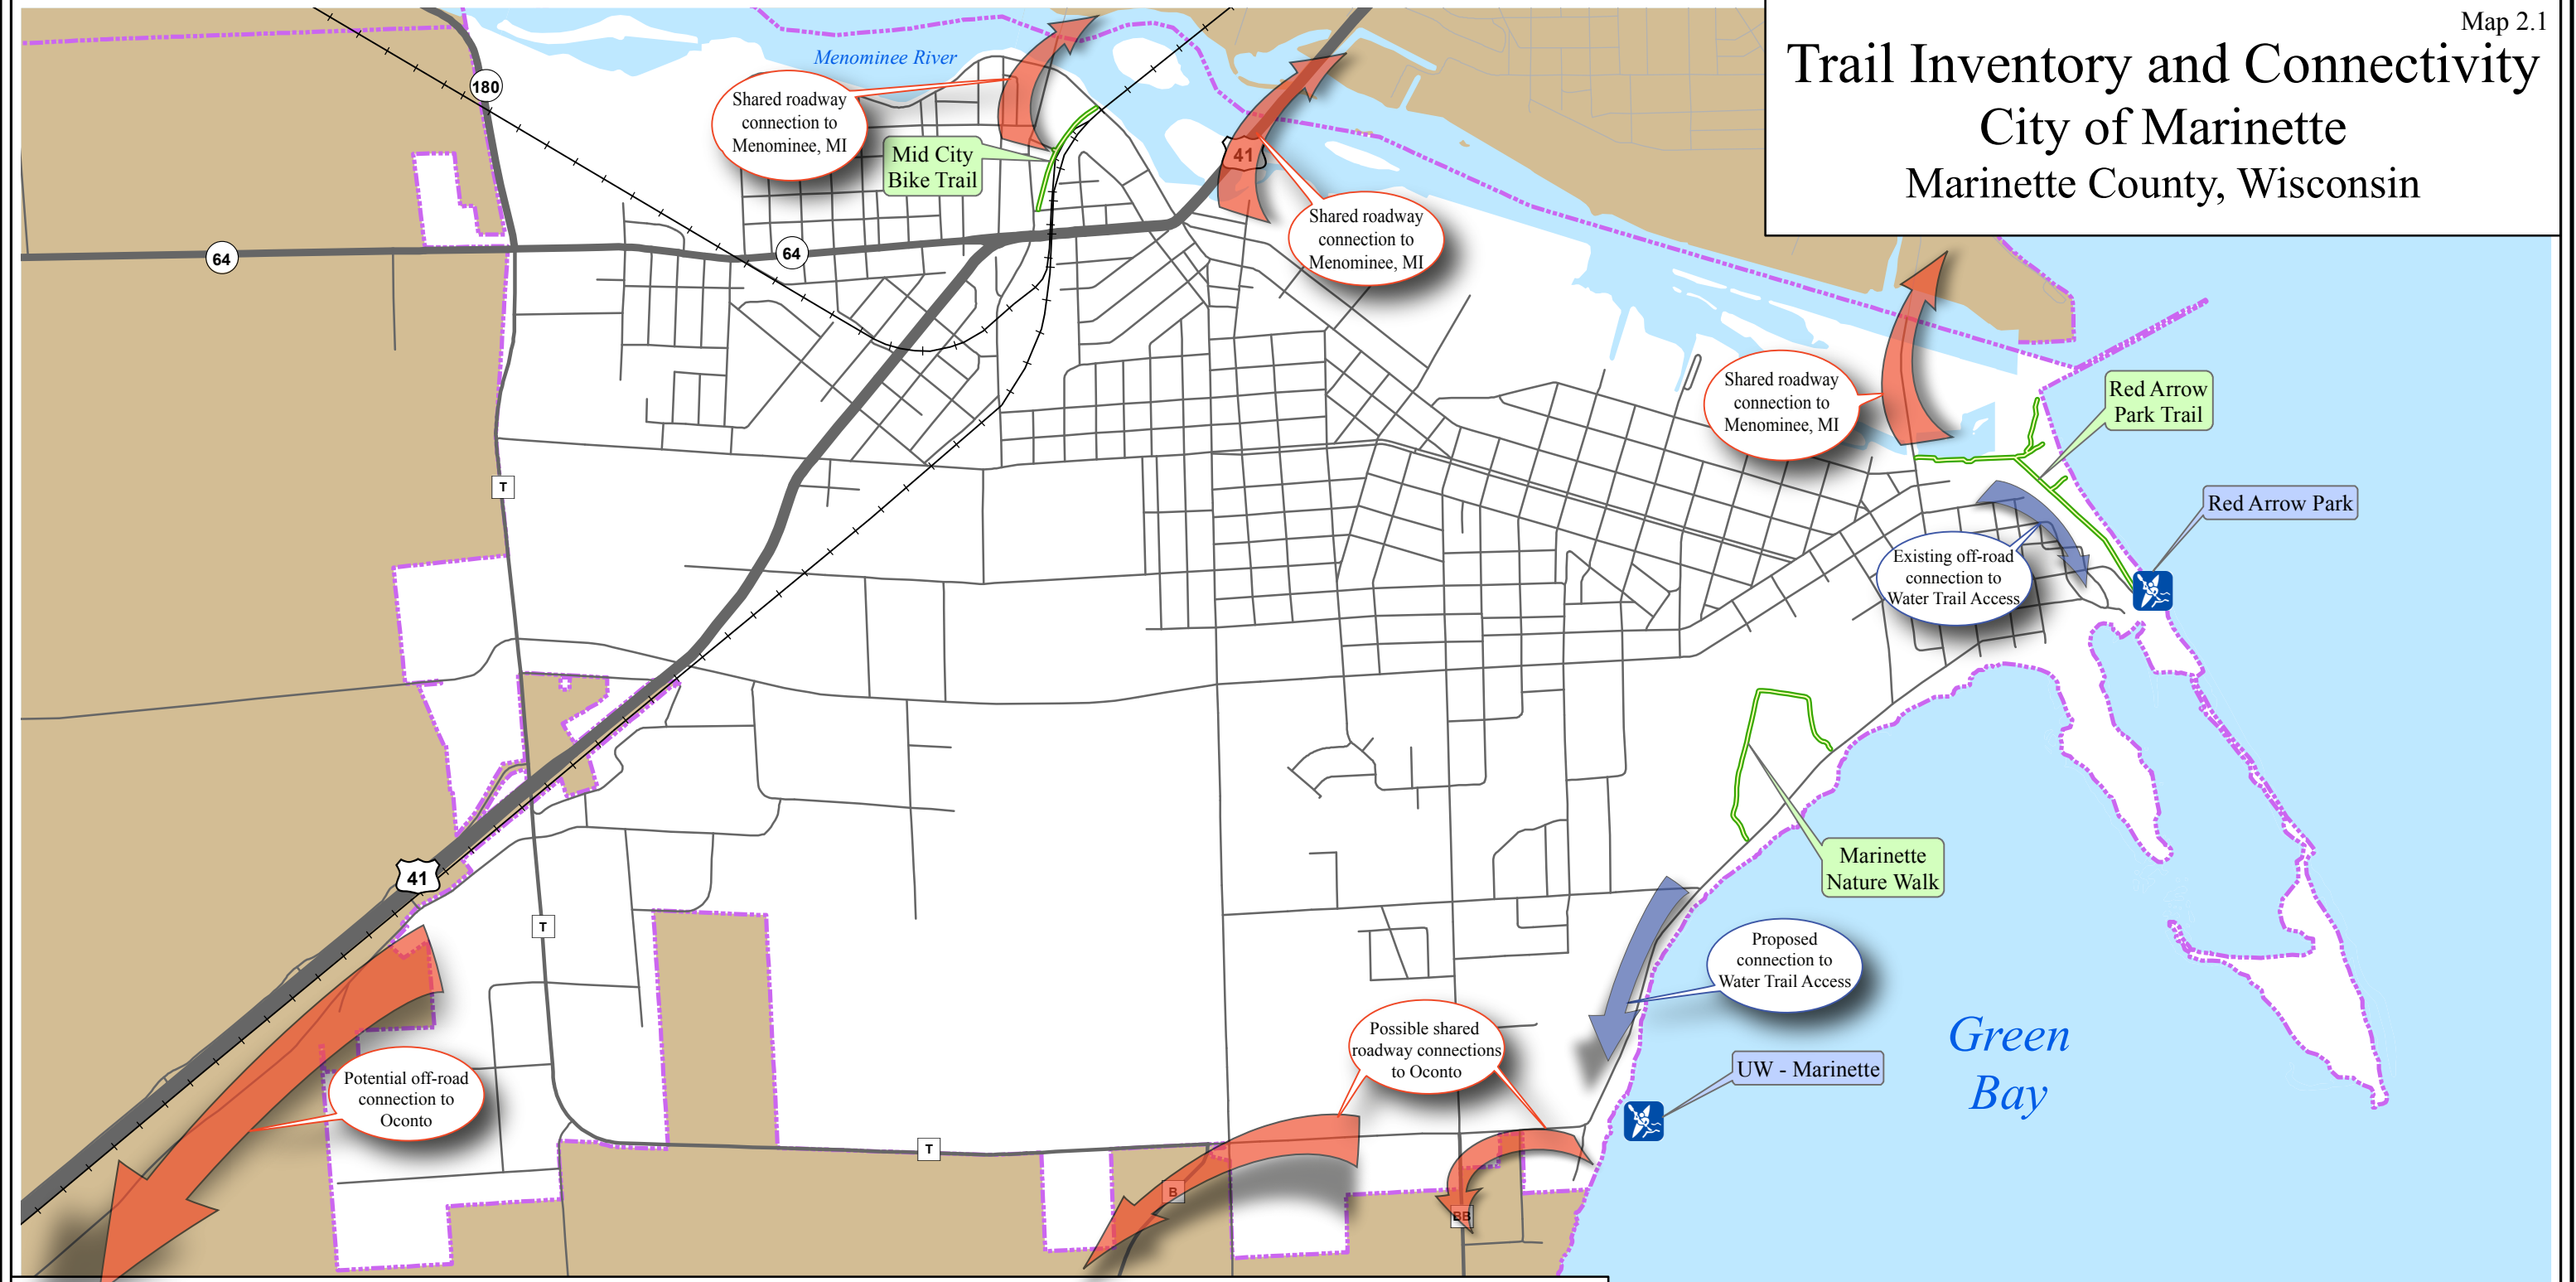 Map 2.1
Trail Inventory and Connectivity
City of Marinette
Marinette County, Wisconsin
Menominee River
180
Shared roadway
connection to
Menominee, MI
Mid City
Bike Trail
41
Shared roadway
connection to
Menominee, MI
64
64
Shared roadway
connection to
Menominee, MI
Red Arrow
Park Trail
T
Red Arrow Park
Existing off-road
connection to
Water Trail Access
Marinette
Nature Walk
41
T
Proposed
connection to
Water Trail Access
Green
Bay
Possible shared
roadway connections
to Oconto
UW - Marinette
Potential off-road
connection to
Oconto
T
B
BB